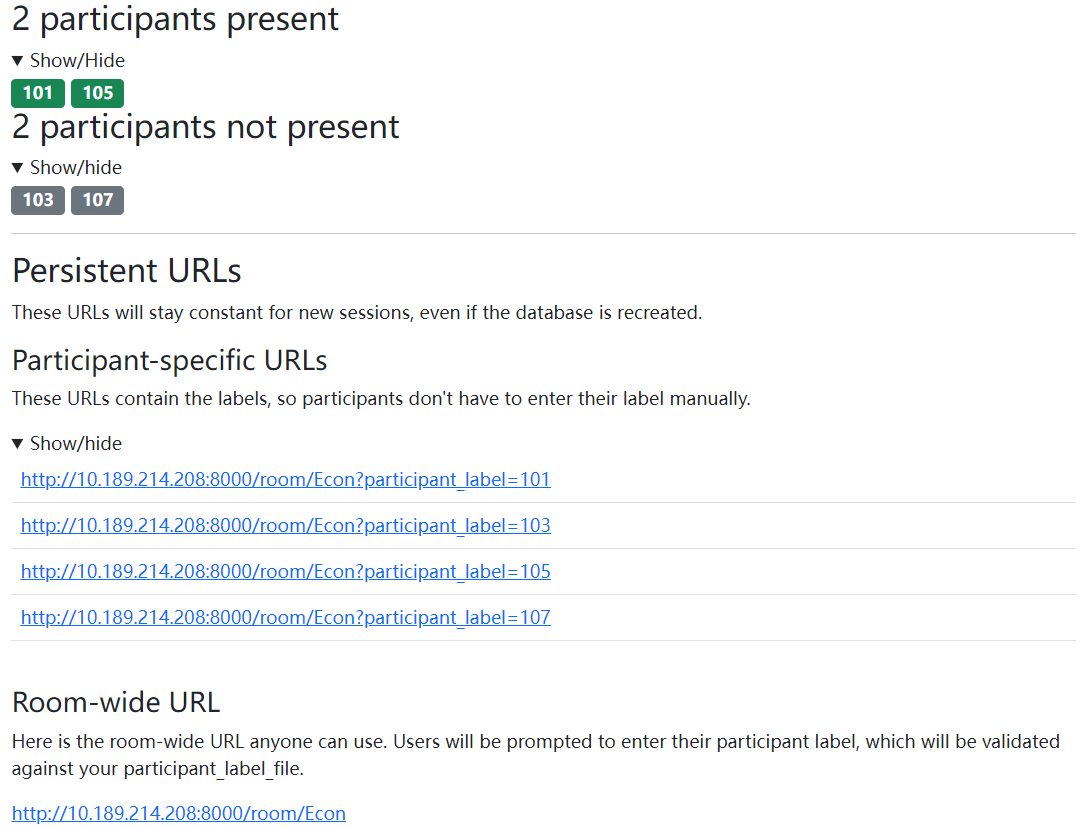 2 participants present
▼ Show/Hide
101 105
2 participants not present
▼ Show/hide
103 107
Persistent URLs
These URLs will stay constant for new sessions, even if the database is recreated.
Participant-specific URLs
These URLs contain the labels, so participants don't have to enter their label manually.
▼ Show/hide
http://10.189.214.208:8000/room/Econ?participant_label=101
http://10.189.214.208:8000/room/Econ?participant_label=103
http://10.189.214.208:8000/room/Econ?participant_label=105
http://10.189.214.208:8000/room/Econ?participant_label=107
Room-wide URL
Here is the room-wide URL anyone can use. Users will be prompted to enter their participant label, which will be validated
against your participant_label_file.
http://10.189.214.208:8000/room/Econ